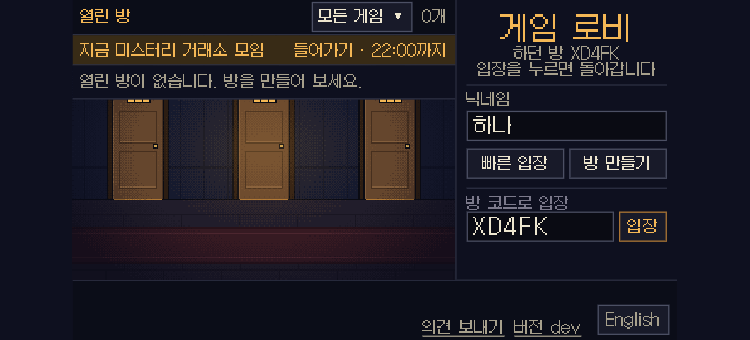 열린 방
모든 게임 ▼
0개
지금 미스터리 거래소 모임 들어가기 · 22:00까지
열린 방이 없습니다. 방을 만들어 보세요.
게임 로비
하던 방 XD4FK
입장을 누르면 돌아갑니다
닉네임
하나
빠른 입장
방 만들기
방 코드로 입장
XD4FK
입장
의견 보내기 버전 dev
English